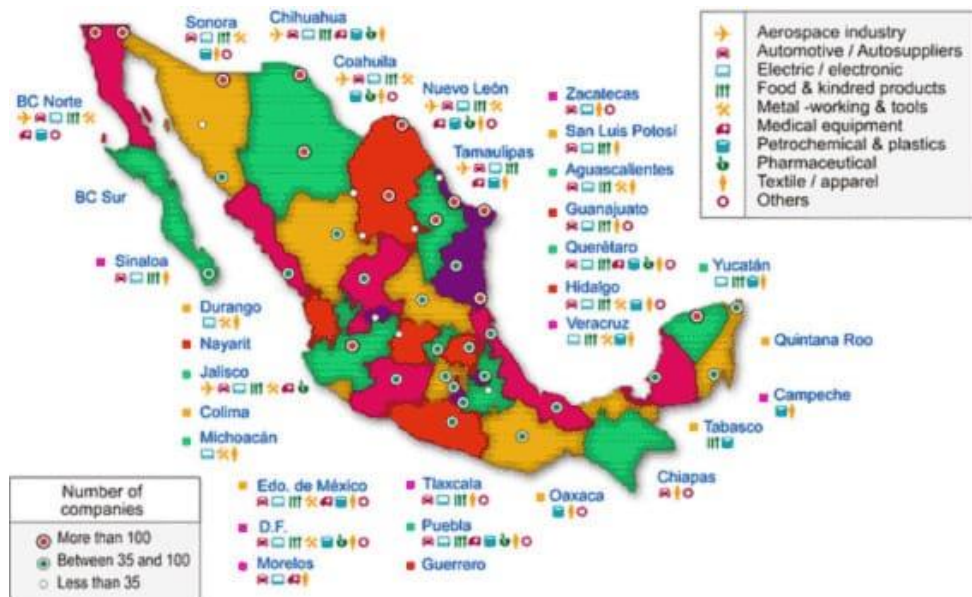 Sonora
Chihuahua
Coahuila
Nuevo León
Tamaulipas
BC Norte
BC Sur
Sinaloa
Durango
Nayarit
Jalisco
Colima
Michoacán
Zacatecas
San Luis Polosí
Aguascalientes
Guanajuato
Querétaro
Hidalgo
Veracruz
Aerospace industry
Automotive / Autosuppliers
Electric / electronic
Food & kindred products
Metal -working & tools
Medical equipment
Petrochemical & plastics
Pharmaceutical
Textile / apparel
Others
Yucatán
Quintana Roo
Campeche
Tabasco
Chiapas
Oaxaca
Edo. de México
D.F.
Morelos
Tlaxcala
Puebla
Guerrero
Number of
companies
More than 100
Between 35 and 100
Less than 35